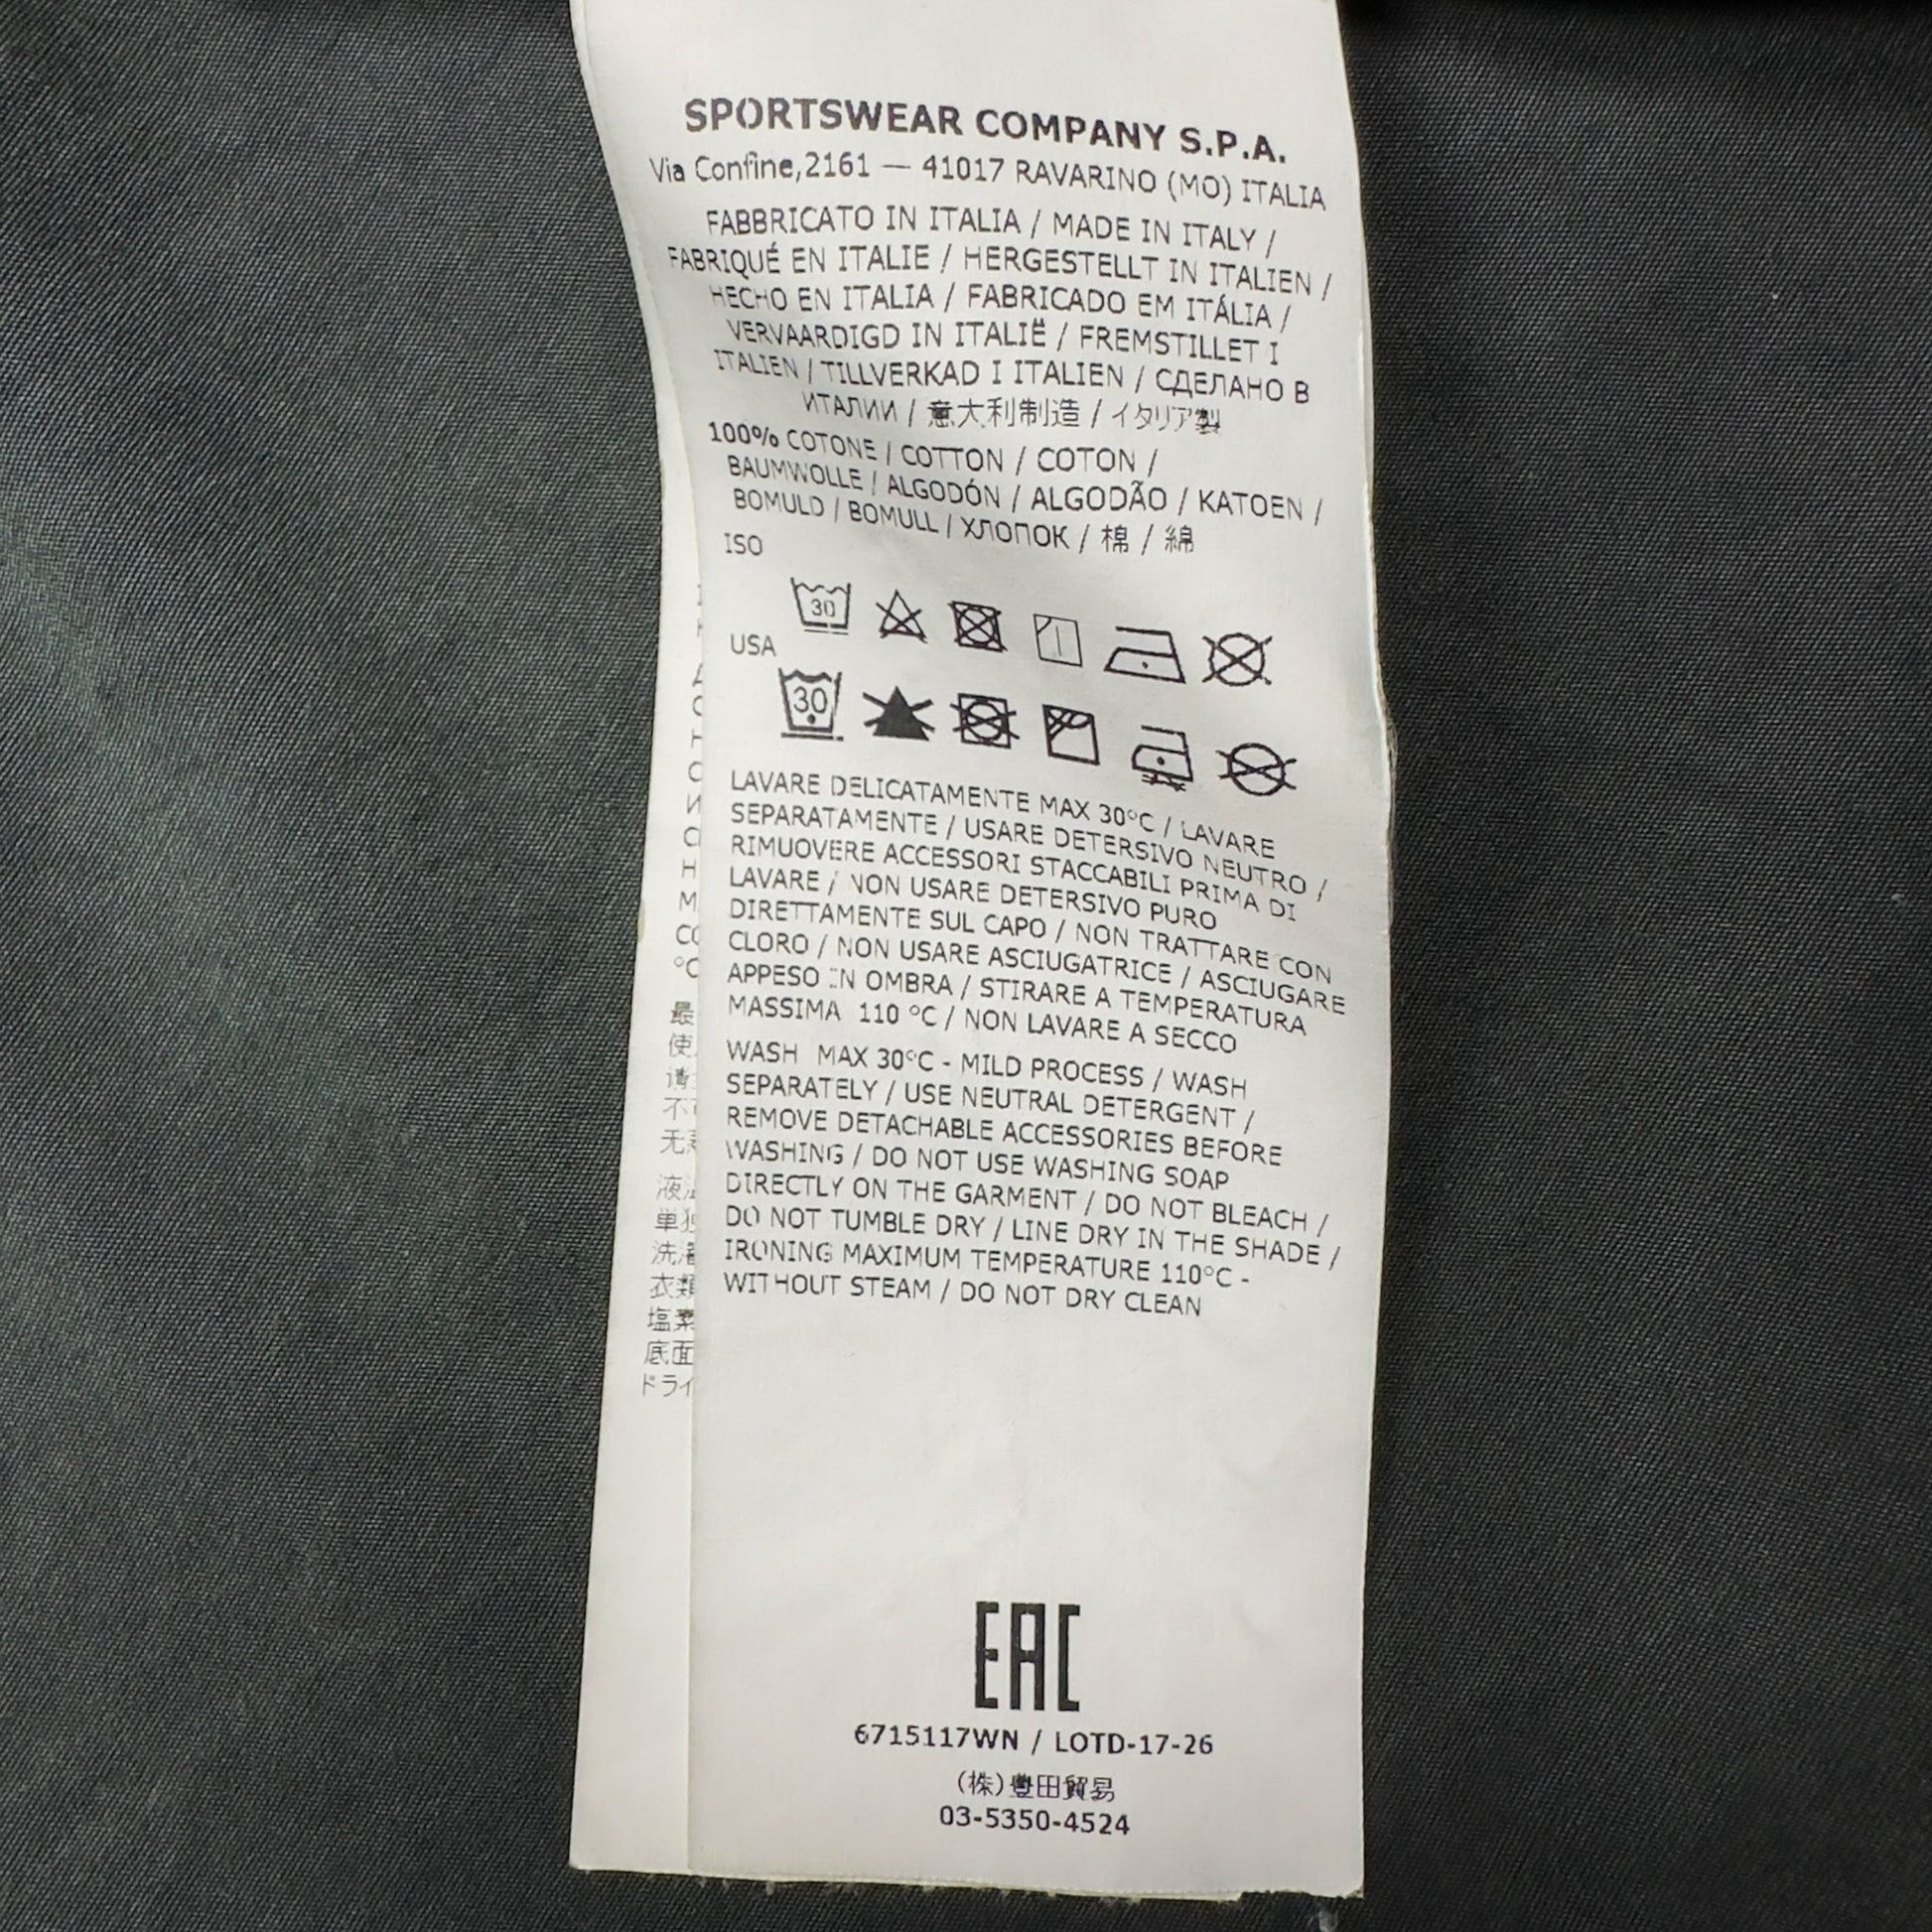 SPORTSWEAR COMPANY S.P.A.
Via Confine,2161 — 41017 RAVARINO (MO) ITALIA
FABBRICATO IN ITALIA / MADE IN ITALY /
FABRIQUÉ EN ITALIE / HERGESTELLT IN ITALIEN /
HECHO EN ITALIA / FABRICADO EM ITÁLIA /
VERVAARDIGD IN ITALIË / FREMSTILLET I
ITALIEN / TILLVERKAD I ITALIEN / СДЕЛАНО В
ИТАЛИИ / 意大利制造 / イタリア製
100% COTONE / COTTON / COTON /
BAUMWOLLE / ALGODÓN / ALGODÃO / KATOEN /
BOMULD / BOMULL / ХЛОПОК / 棉 / 綿
ISO
30
USA
30
LAVARE DELICATAMENTE MAX 30°C / LAVARE
SEPARATAMENTE / USARE DETERSIVO NEUTRO /
RIMUOVERE ACCESSORI STACCABILI PRIMA DI
LAVARE / NON USARE DETERSIVO PURO
DIRETTAMENTE SUL CAPO / NON TRATTARE CON
CLORO / NON USARE ASCIUGATRICE / ASCIUGARE
APPESO IN OMBRA / STIRARE A TEMPERATURA
MASSIMA 110 °C / NON LAVARE A SECCO
WASH MAX 30°C - MILD PROCESS / WASH
SEPARATELY / USE NEUTRAL DETERGENT /
REMOVE DETACHABLE ACCESSORIES BEFORE
WASHING / DO NOT USE WASHING SOAP
DIRECTLY ON THE GARMENT / DO NOT BLEACH /
DO NOT TUMBLE DRY / LINE DRY IN THE SHADE /
IRONING MAXIMUM TEMPERATURE 110°C -
WITHOUT STEAM / DO NOT DRY CLEAN
EAC
6715117WN / LOTD-17-26
(株)豊田貿易
03-5350-4524